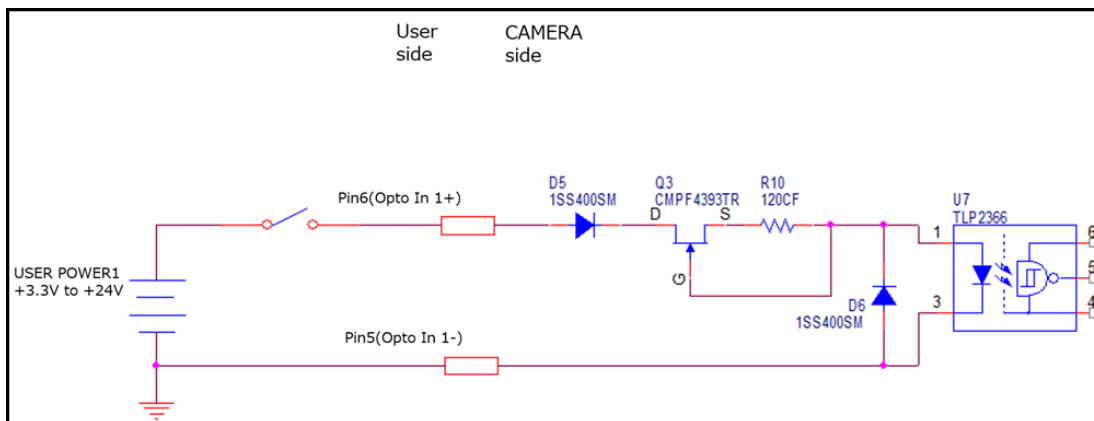 User
side
CAMERA
side
D5
1SS400SM
Q3
CMPF4393TR
R10
120CF
U7
TLP2366
Pin6(Opto In 1+)
D
S
G
1
6
5
3
4
USER POWER1
+3.3V to +24V
D6
1SS400SM
Pin5(Opto In 1-)